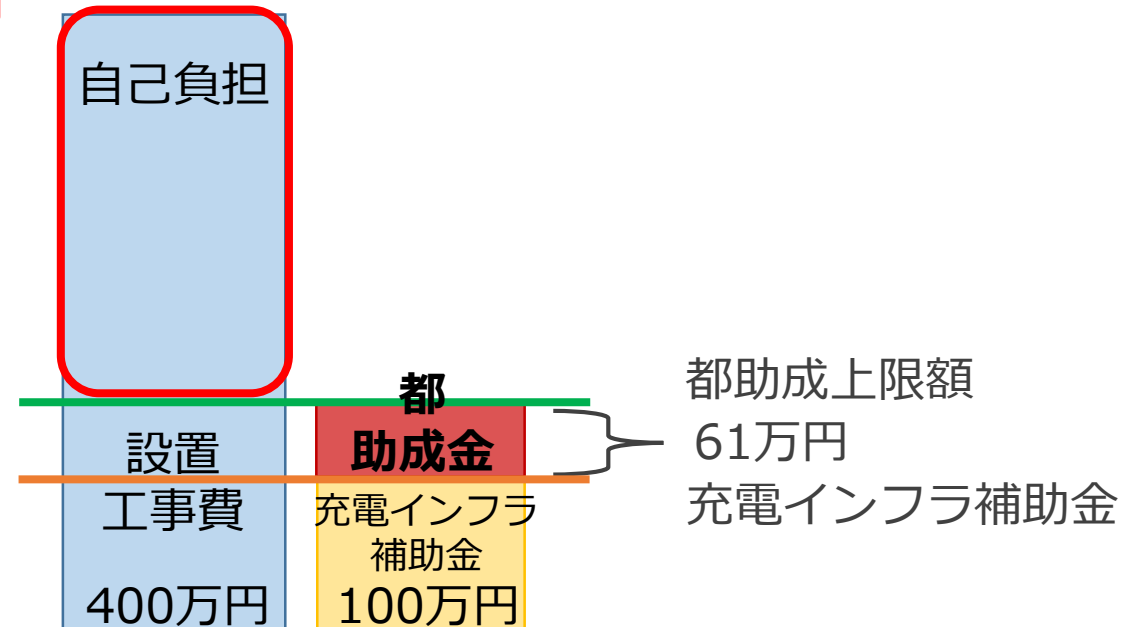 自己負担
設置
工事費
400万円
都
助成金
充電インフラ
補助金
100万円
都助成上限額
61万円
充電インフラ補助金